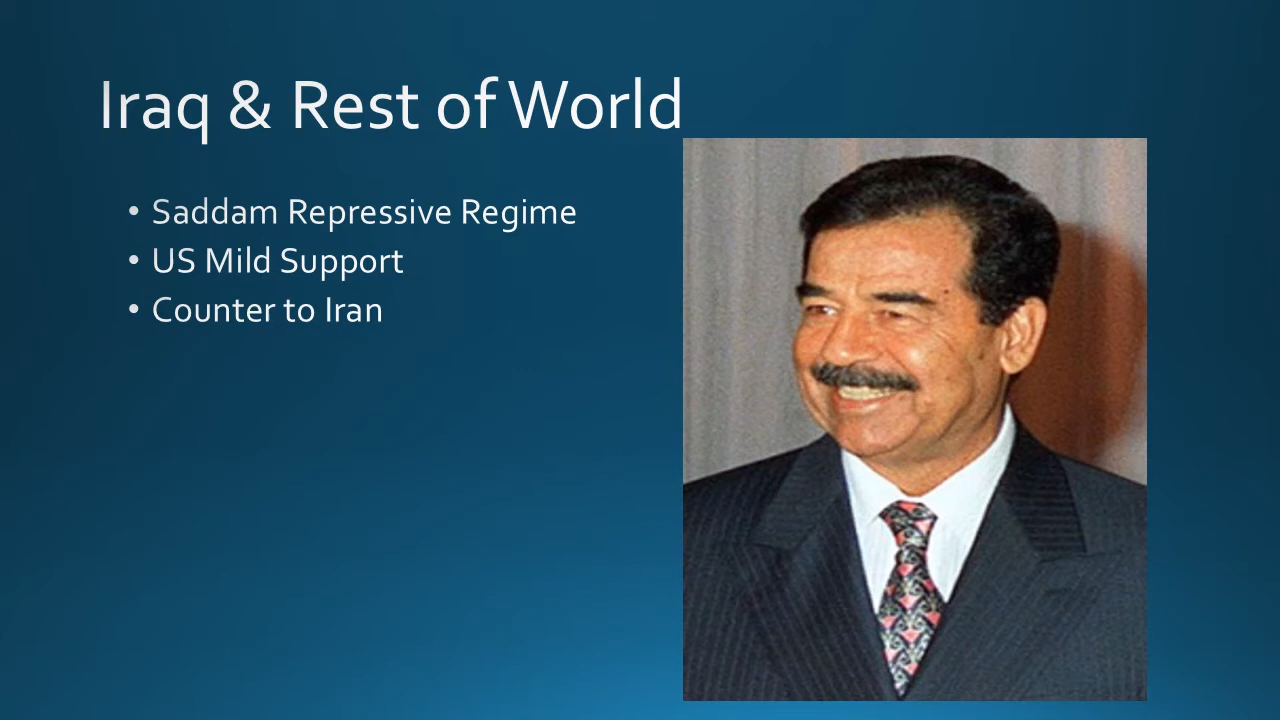 Iraq & Rest of World
• Saddam Repressive Regime
• US Mild Support
• Counter to Iran